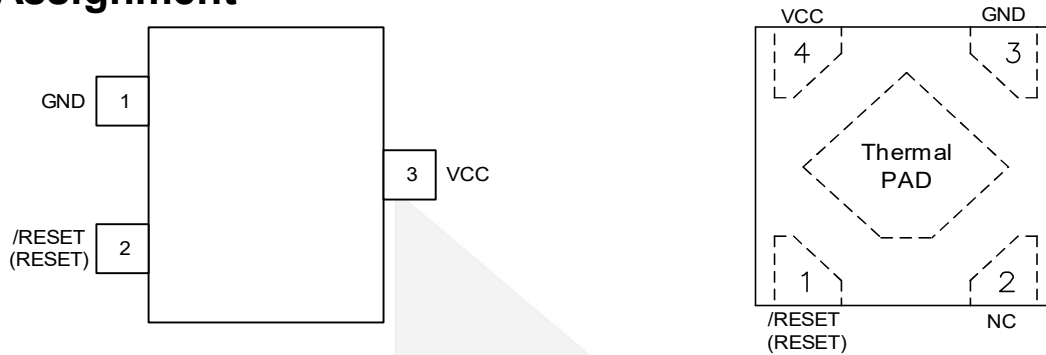 Assignment
GND
1
/RESET
(RESET)
2
3
VCC
VCC
GND
4
3
Thermal
PAD
1
2
/RESET
(RESET)
NC